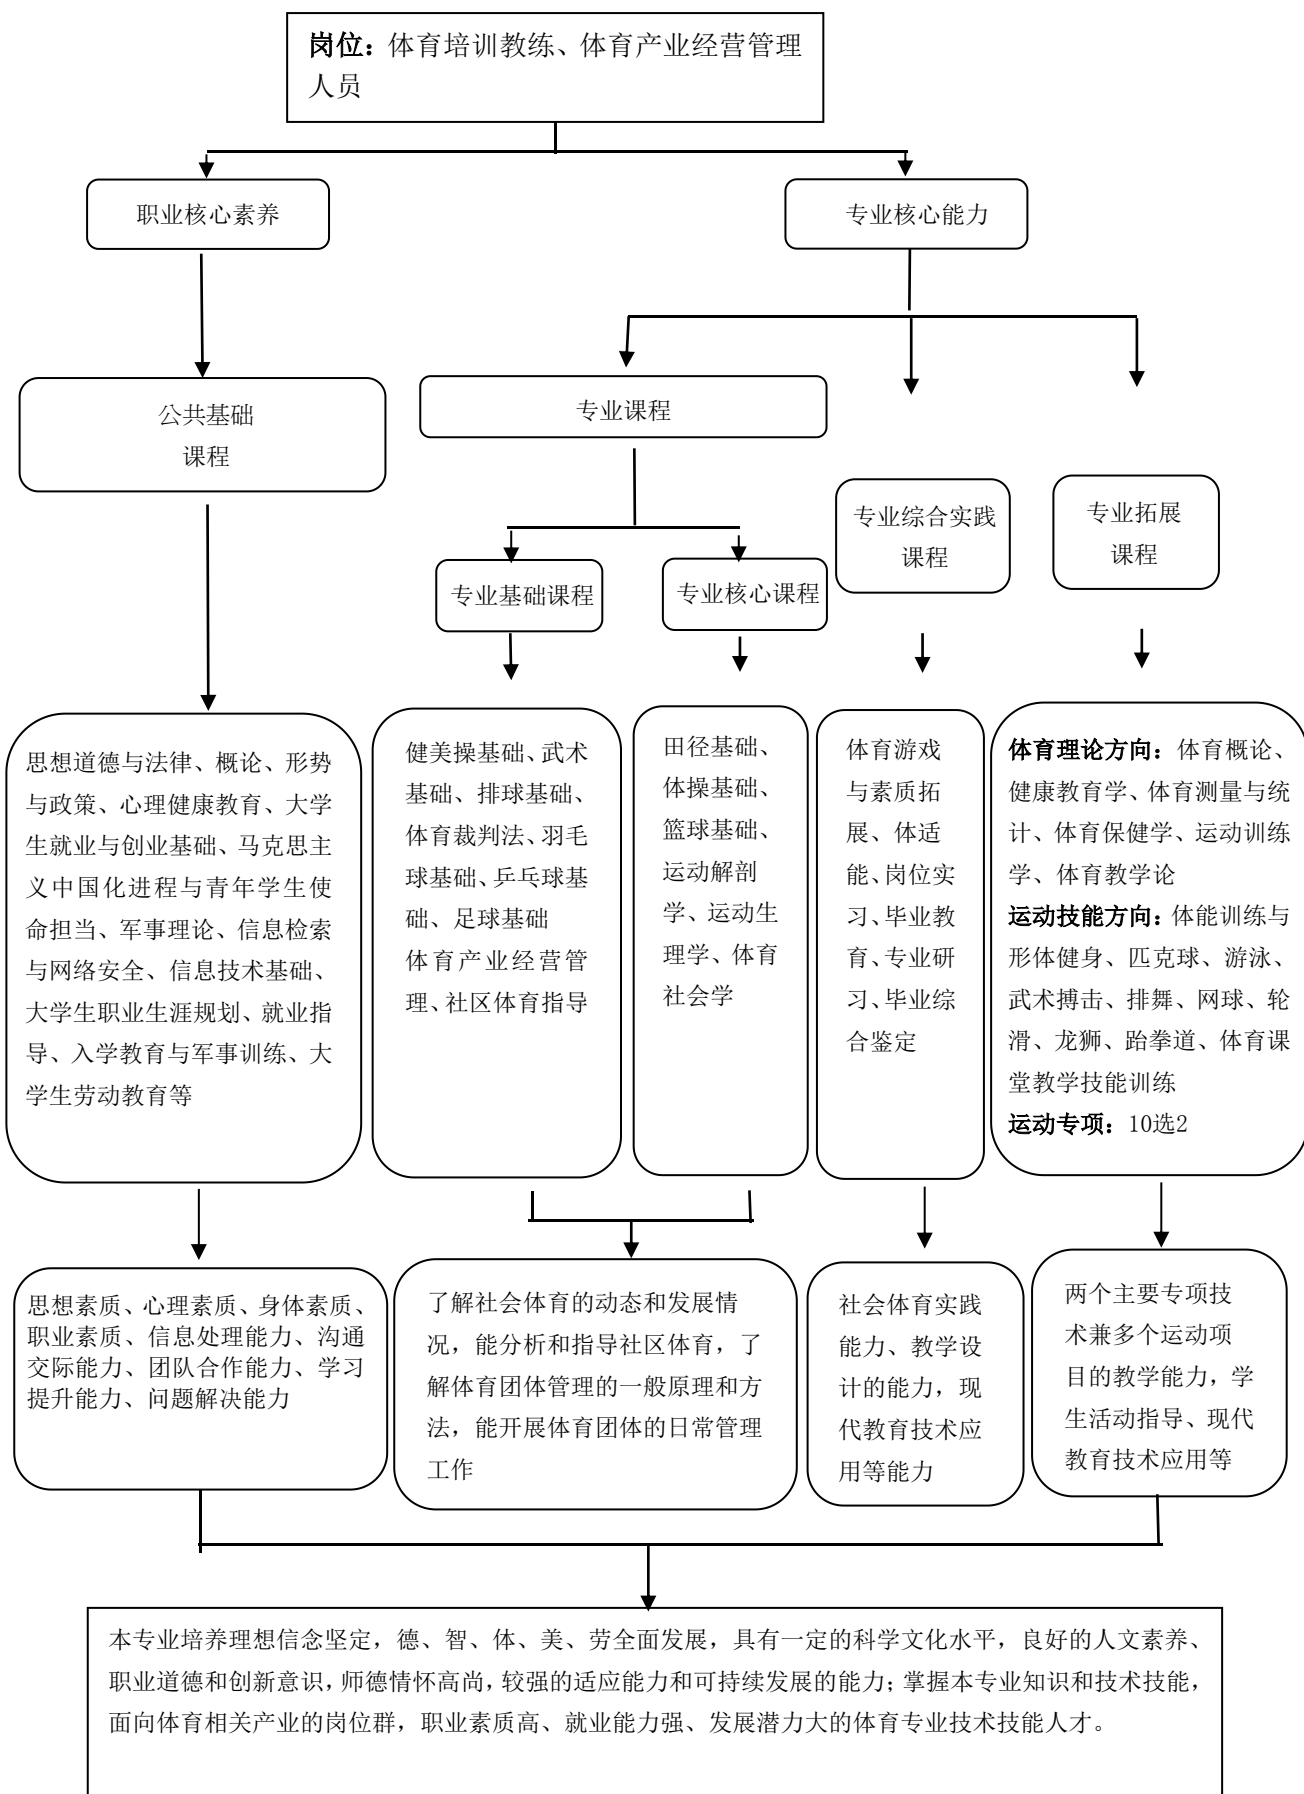 岗位：体育培训教练、体育产业经营管理
人员
职业核心素养
专业核心能力
公共基础
课程
专业课程
专业综合实践
课程
专业拓展
课程
专业基础课程
专业核心课程
思想道德与法律、概论、形势
与政策、心理健康教育、大学
生就业与创业基础、马克思主
义中国化进程与青年学生使
命担当、军事理论、信息检索
与网络安全、信息技术基础、
大学生职业生涯规划、就业指
导、入学教育与军事训练、大
学生劳动教育等
健美操基础、武术
基础、排球基础、
体育裁判法、羽毛
球基础、乒乓球基
础、足球基础
体育产业经营管
理、社区体育指导
田径基础、
体操基础、
篮球基础、
运动解剖
学、运动生
理学、体育
社会学
体育游戏
与素质拓
展、体适
能、岗位实
习、毕业教
育、专业研
习、毕业综
合鉴定
体育理论方向：体育概论、
健康教育学、体育测量与统
计、体育保健学、运动训练
学、体育教学论
运动技能方向：体能训练与
形体健身、匹克球、游泳、
武术搏击、排舞、网球、轮
滑、龙狮、跆拳道、体育课
堂教学技能训练
运动专项：10选2
思想素质、心理素质、身体素质、
职业素质、信息处理能力、沟通
交际能力、团队合作能力、学习
提升能力、问题解决能力
了解社会体育的动态和发展情
况，能分析和指导社区体育，了
解体育团体管理的一般原理和方
法，能开展体育团体的日常管理
工作
社会体育实践
能力、教学设
计的能力，现
代教育技术应
用等能力
两个主要专项技
术兼多个运动项
目的教学能力，学
生活动指导、现代
教育技术应用等
本专业培养理想信念坚定，德、智、体、美、劳全面发展，具有一定的科学文化水平，良好的人文素养、
职业道德和创新意识，师德情怀高尚，较强的适应能力和可持续发展的能力；掌握本专业知识和技术技能，
面向体育相关产业的岗位群，职业素质高、就业能力强、发展潜力大的体育专业技术技能人才。